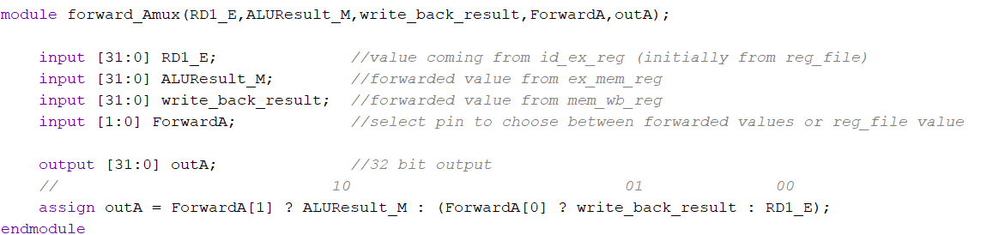 module forward_Amux(RD1_E,ALUResult_M,write_back_result,ForwardA,outA);
input [31:0] RD1_E; //value coming from id_ex_reg (initially from reg_file)
input [31:0] ALUResult_M; //forwarded value from ex_mem_reg
input [31:0] write_back_result; //forwarded value from mem_wb_reg
input [1:0] ForwardA; //select pin to choose between forwarded values or reg_file value
output [31:0] outA; //32 bit output
// 10 01 00
assign outA = ForwardA[1] ? ALUResult_M : (ForwardA[0] ? write_back_result : RD1_E);
endmodule